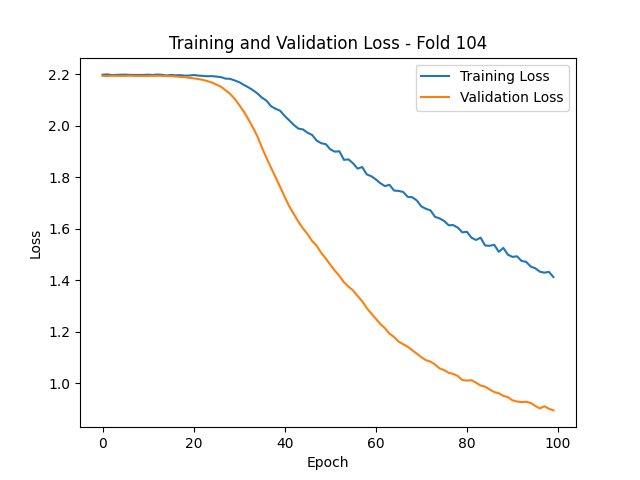 Training and Validation Loss - Fold 104
Training Loss
Validation Loss
2.2
2.0
1.8
1.6
1.4
1.2
1.0
Loss
0
20
40
60
80
100
Epoch